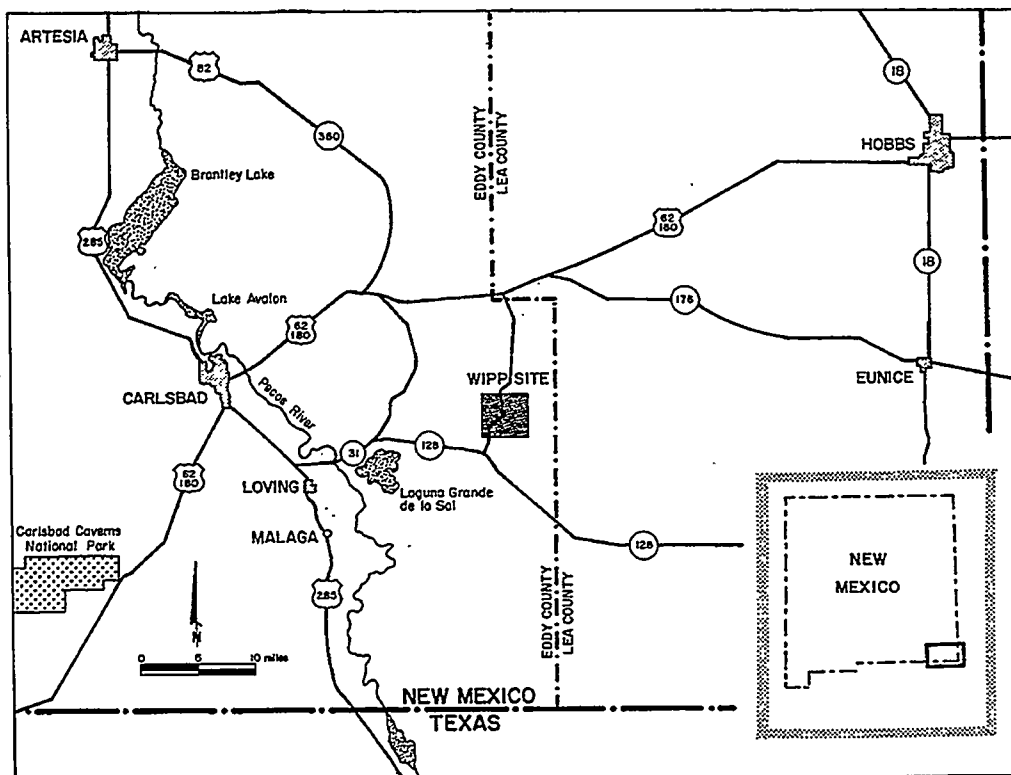 ARTESIA
82
360
18
EDDY COUNTY
LEA COUNTY
HOBBS
Brantley Lake
62
180
285
18
Lake Avalon
62
180
176
WIPP SITE
EUNICE
CARLSBAD
Pecos River
31
128
62
180
LOVING
Laguna Grande
de la Sal
MALAGA
128
Carlsbad Caverns
National Park
285
EDDY COUNTY
LEA COUNTY
NEW
MEXICO
N
0 5 10 miles
NEW MEXICO
TEXAS